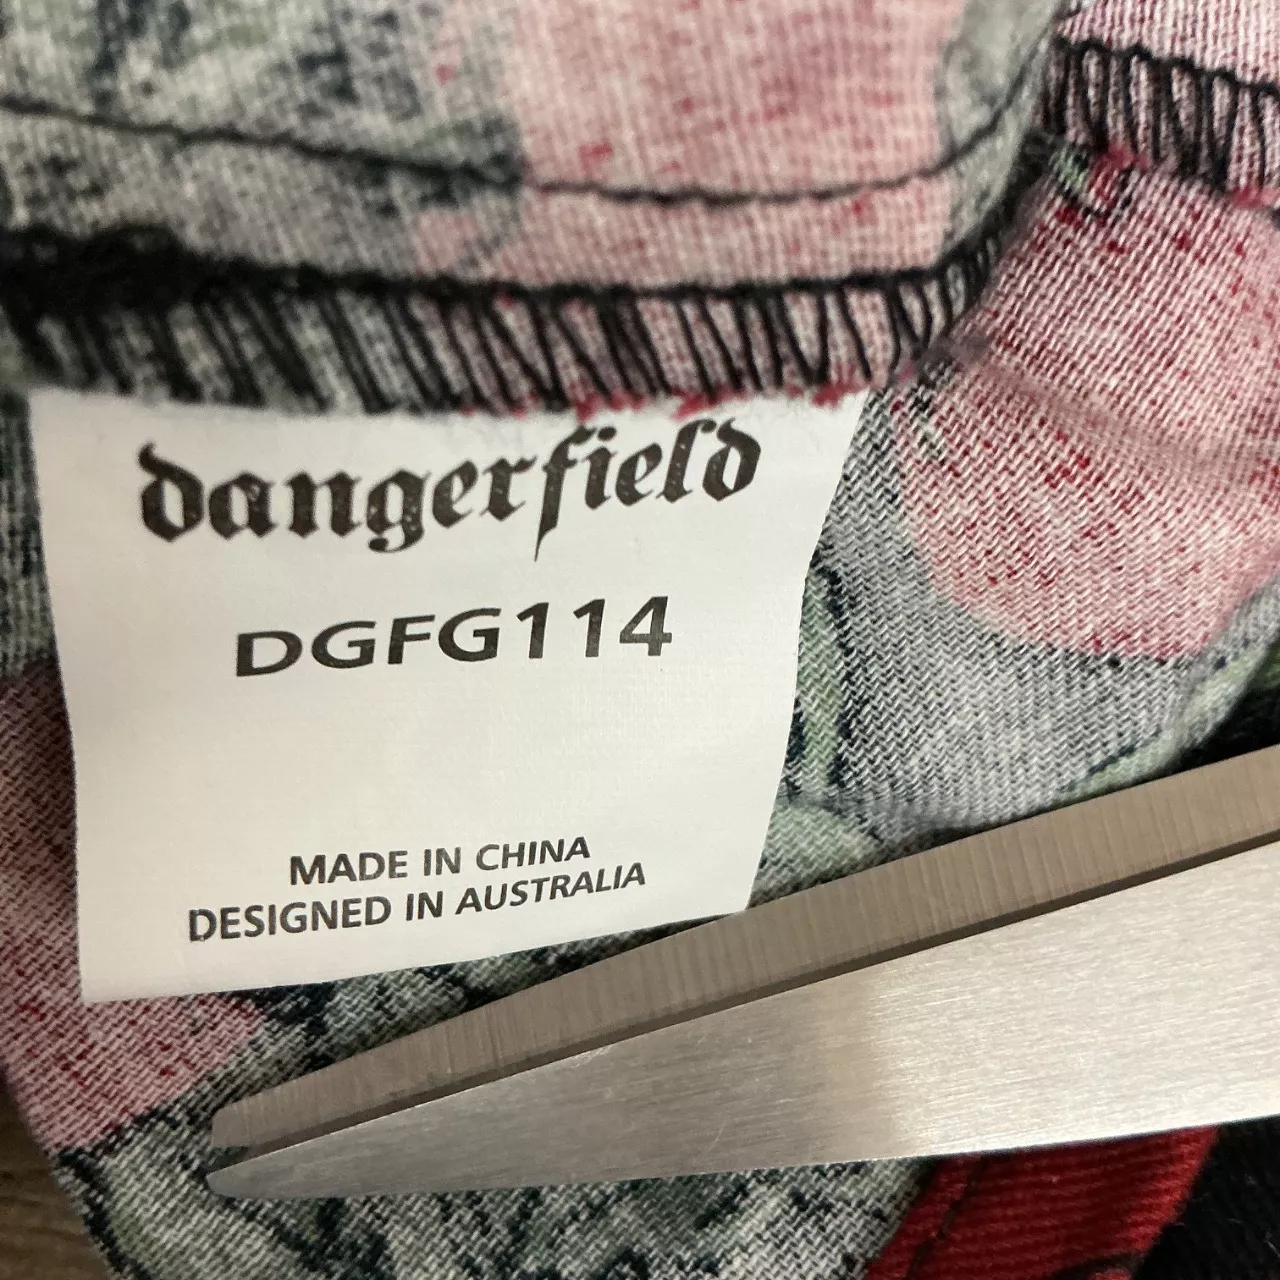 dangerfield
DGFG114
MADE IN CHINA
DESIGNED IN AUSTRALIA